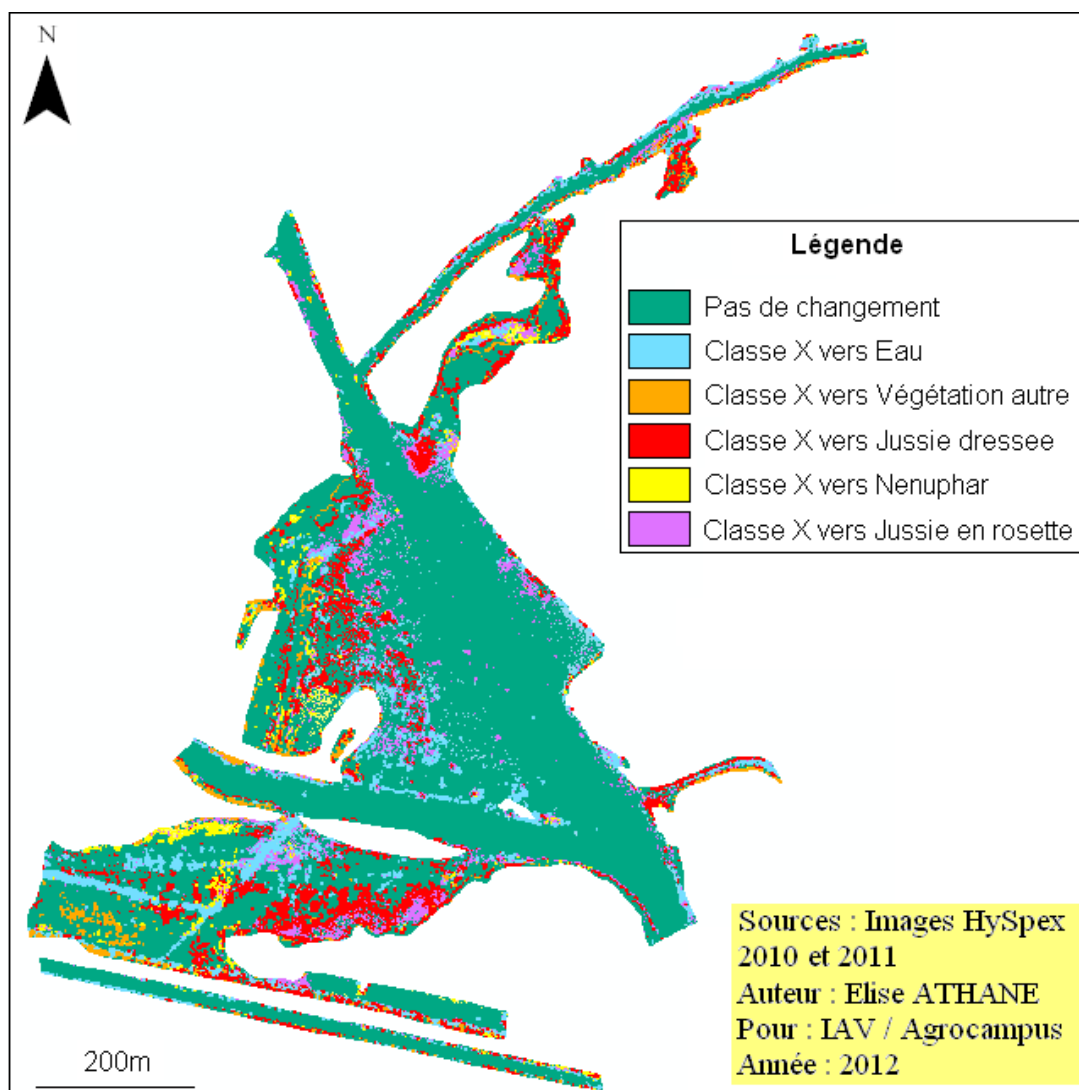 N
Légende
Pas de changement
Classe X vers Eau
Classe X vers Végétation autre
Classe X vers Jussie dressee
Classe X vers Nenuphar
Classe X vers Jussie en rosette
Sources : Images HySpex
2010 et 2011
Auteur : Elise ATHANE
Pour : IAV / Agrocampus
Année : 2012
200m